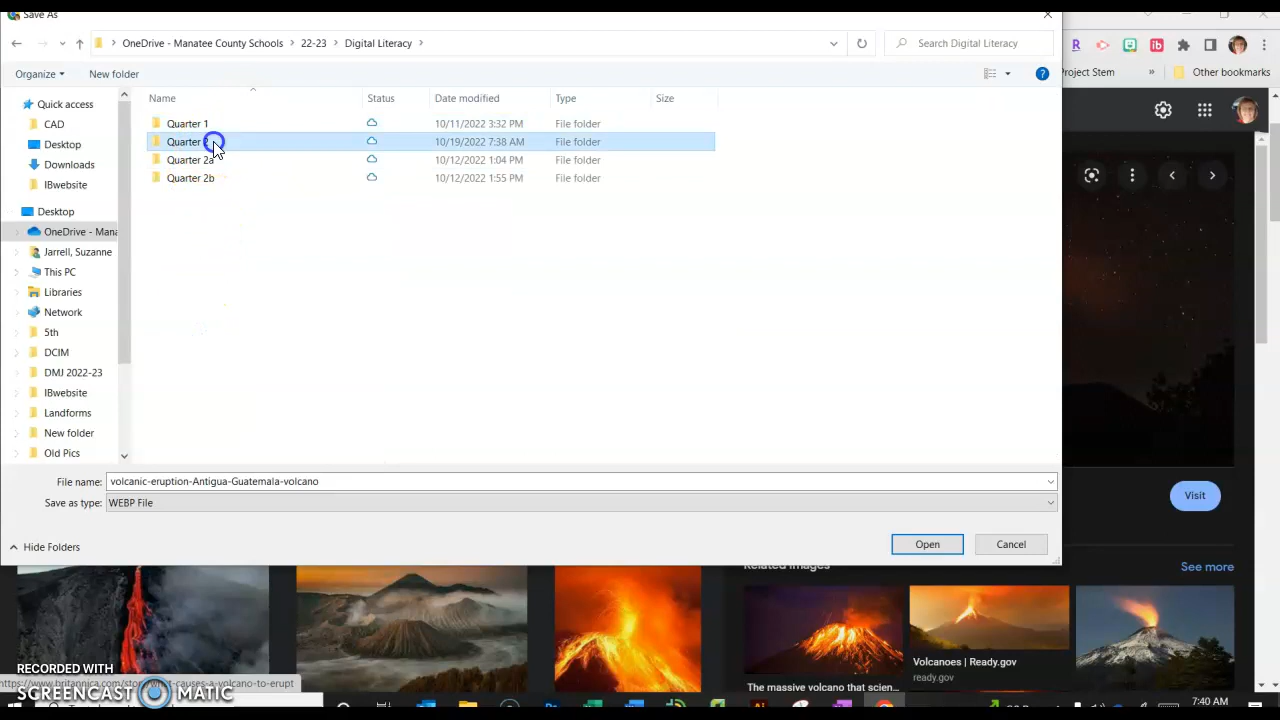 Save As
OneDrive - Manatee County Schools > 22-23 > Digital Literacy >
Search Digital Literacy
Organize
New folder
Name
Status
Date modified
Type
Size
Quarter 1
10/11/2022 3:32 PM
File folder
Quarter
10/19/2022 7:38 AM
File folder
Quarter 2a
10/12/2022 1:04 PM
File folder
Quarter 2b
10/12/2022 1:55 PM
File folder
Quick access
CAD
Desktop
Downloads
IBwebsite
Desktop
OneDrive - Mana
Jarrell, Suzanne
This PC
Libraries
Network
5th
DCIM
DMJ 2022-23
IBwebsite
Landforms
New folder
Old Pics
File name:
volcanic-eruption-Antigua-Guatemala-volcano
Save as type:
WEBP File
Hide Folders
Open
Cancel
Project Stem
»
Other bookmarks
Visit
Related images
See more
Volcanoes | Ready.gov
ready.gov
The massive volcano that scien...
RECORDED WITH
SCREENCAST MATIC
7:40 AM